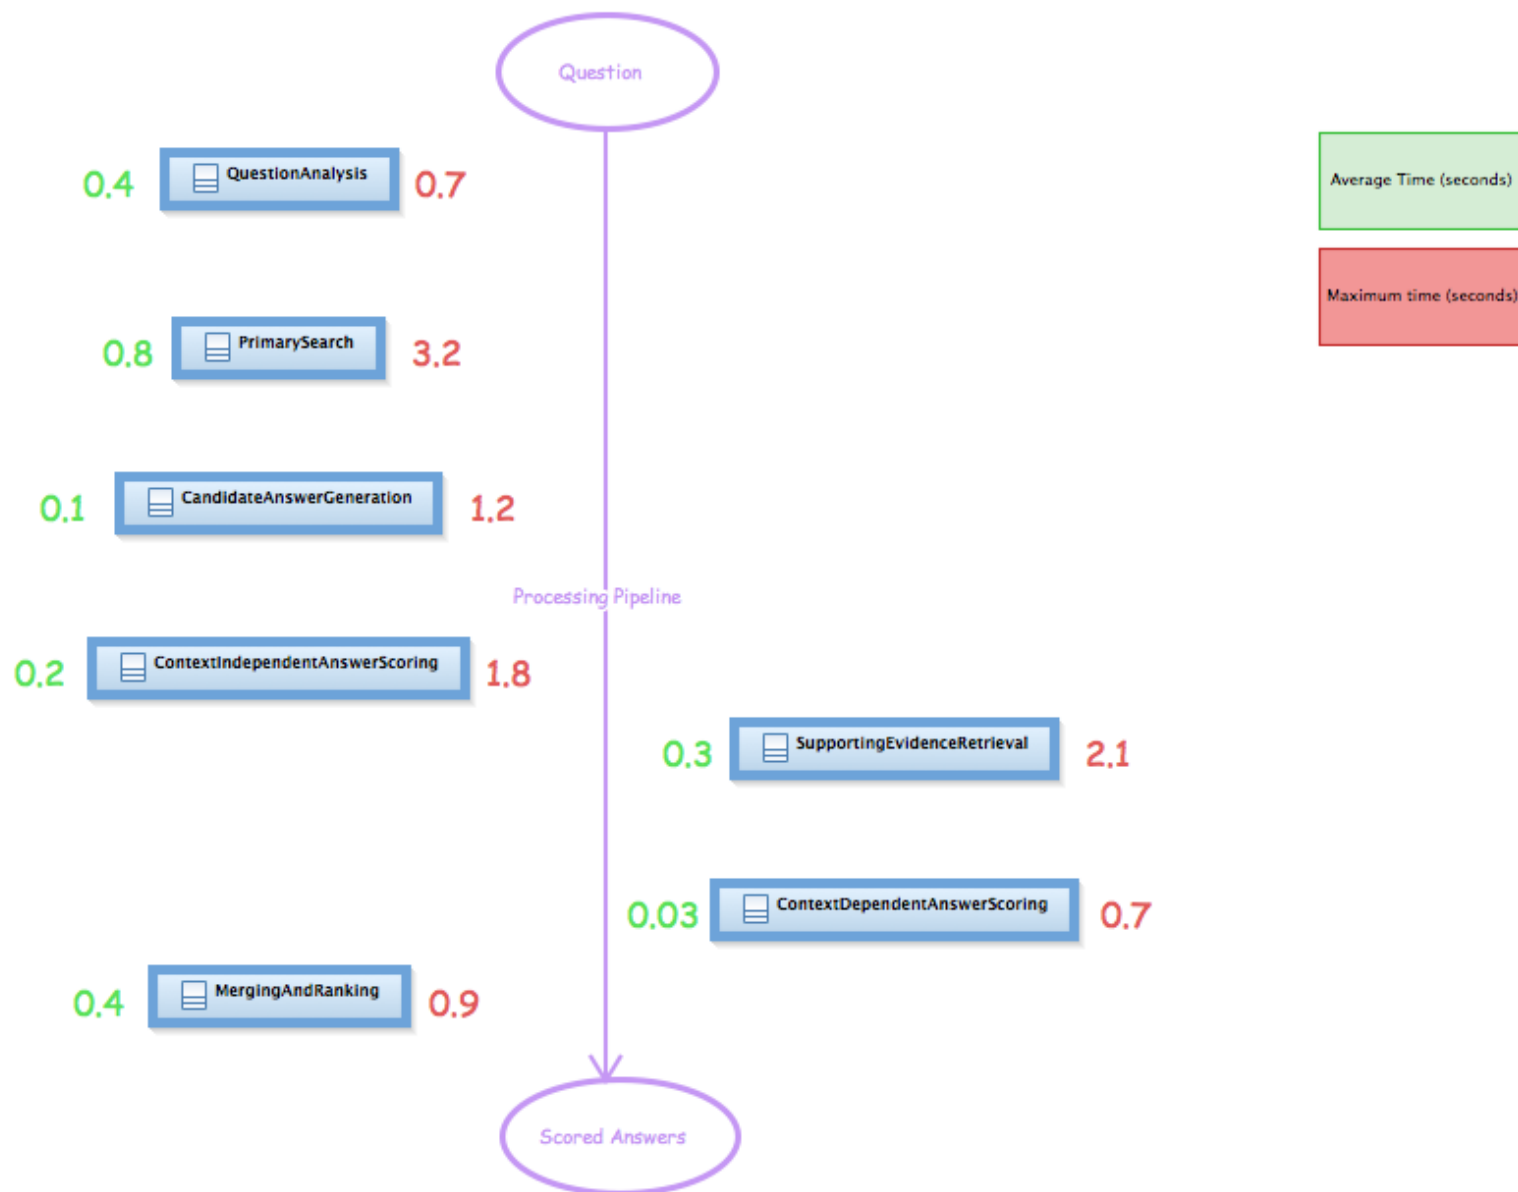 Question
0.4
QuestionAnalysis
0.7
Average Time (seconds)
Maximum time (seconds)
0.8
PrimarySearch
3.2
0.1
CandidateAnswerGeneration
1.2
Processing Pipeline
0.2
ContextIndependentAnswerScoring
1.8
0.3
SupportingEvidenceRetrieval
2.1
0.03
ContextDependentAnswerScoring
0.7
0.4
MergingAndRanking
0.9
Scored Answers